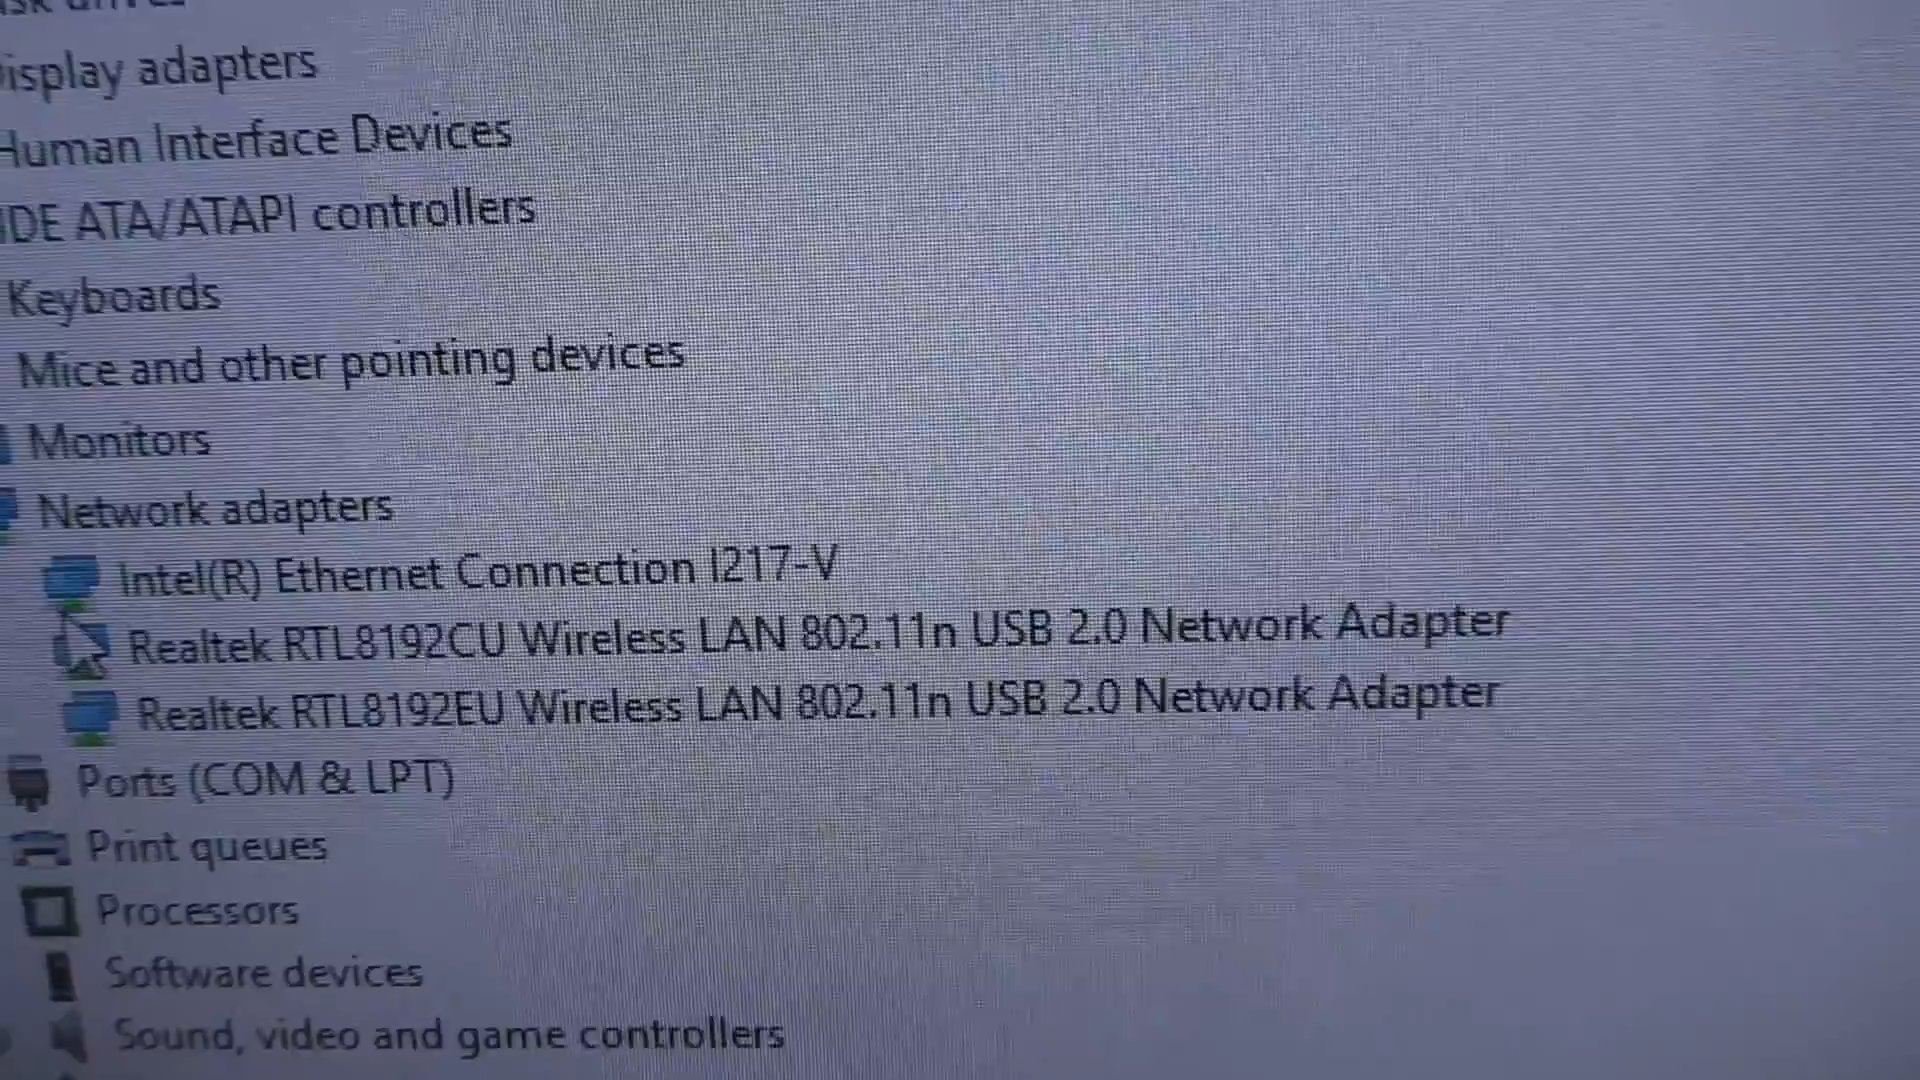 isplay adapters
Human Interface Devices
IDE ATA/ATAPI controllers
Keyboards
Mice and other pointing devices
Monitors
Network adapters
Intel(R) Ethernet Connection I217-V
Realtek RTL8192CU Wireless LAN 802.11n USB 2.0 Network Adapter
Realtek RTL8192EU Wireless LAN 802.11n USB 2.0 Network Adapter
Ports (COM & LPT)
Print queues
Processors
Software devices
Sound, video and game controllers